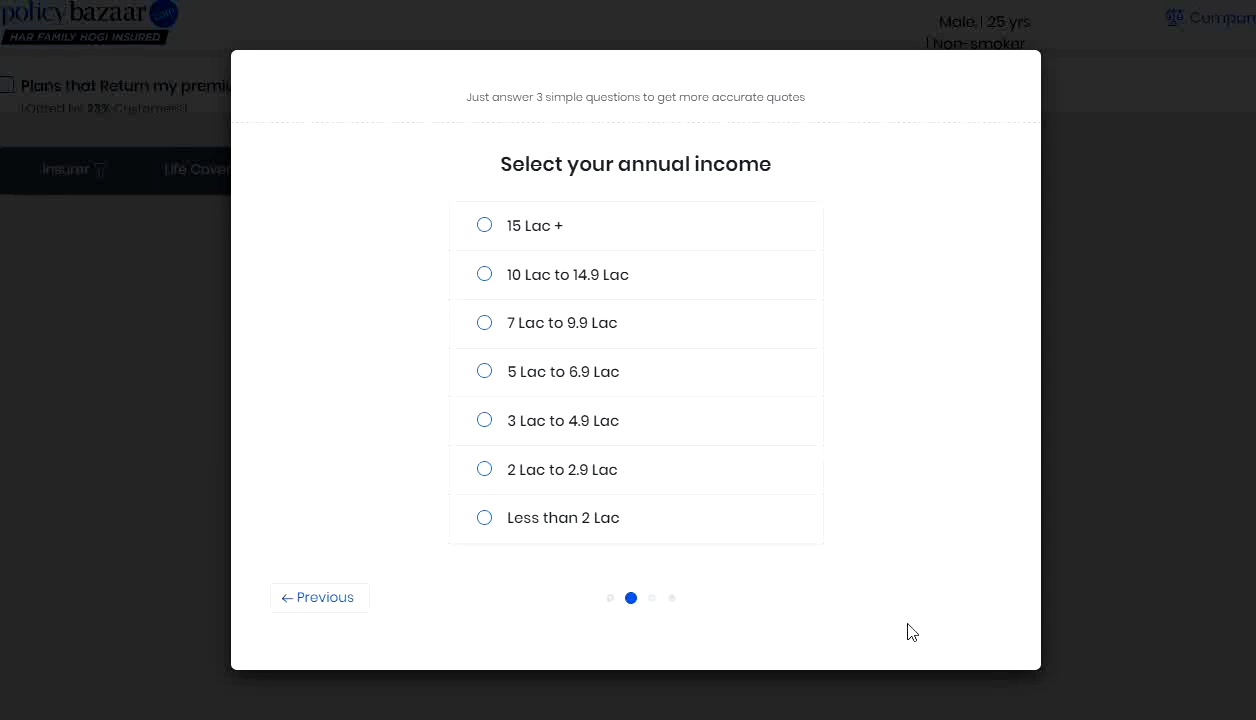 policybazaar.com
HAR FAMILY HOGI INSURED
Male, | 25 yrs
| Non-smoker
Plans that Return my
23%
Insurer
Life Cover
Just answer 3 simple questions to get more accurate quotes
Select your annual income
15 Lac +
10 Lac to 14.9 Lac
7 Lac to 9.9 Lac
5 Lac to 6.9 Lac
3 Lac to 4.9 Lac
2 Lac to 2.9 Lac
Less than 2 Lac
← Previous